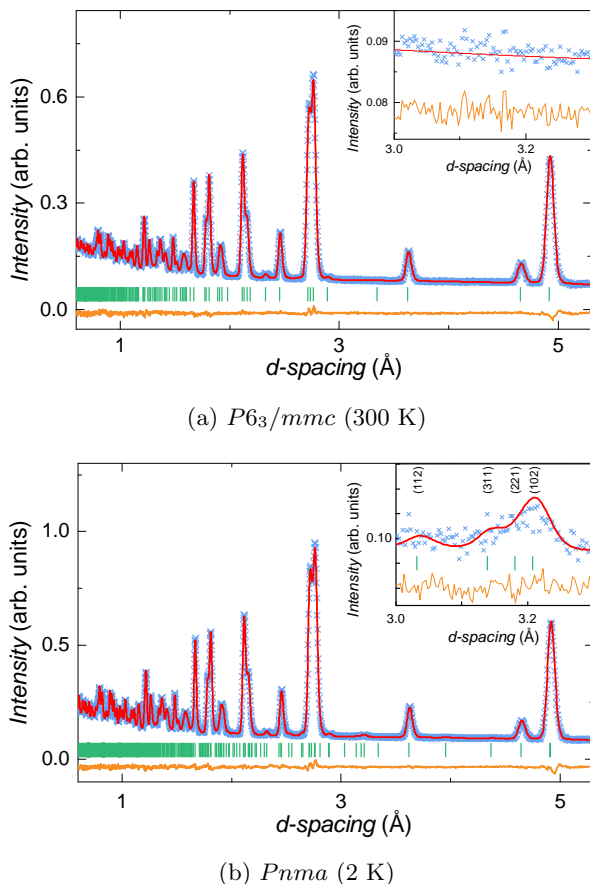 0.09
0.08
3.0 3.2
Intensity (arb. units)
d-spacing (Å)
0.6
0.3
0.0
Intensity (arb. units)
1 3 5
d-spacing (Å)
(a) P6₃/mmc (300 K)
(112) (311) (221) (102)
0.10
3.0 3.2
Intensity (arb. units)
d-spacing (Å)
1.0
0.5
0.0
Intensity (arb. units)
1 3 5
d-spacing (Å)
(b) Pnma (2 K)